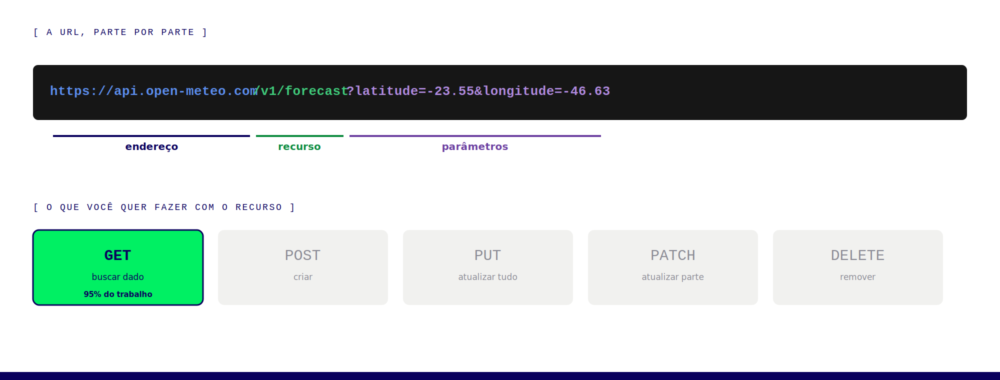 [ A URL, PARTE POR PARTE ]
https://api.open-meteo.com/v1/forecast?latitude=-23.55&longitude=-46.63
endereço recurso parâmetros
[ O QUE VOCÊ QUER FAZER COM O RECURSO ]
GET POST PUT PATCH DELETE
buscar dado criar atualizar tudo atualizar parte remover
95% do trabalho